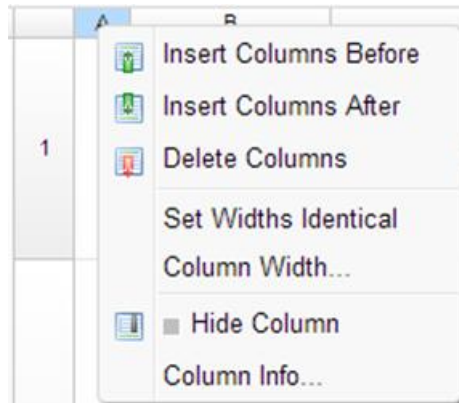 A B
Insert Columns Before
Insert Columns After
1
Delete Columns
Set Widths Identical
Column Width...
Hide Column
Column Info...